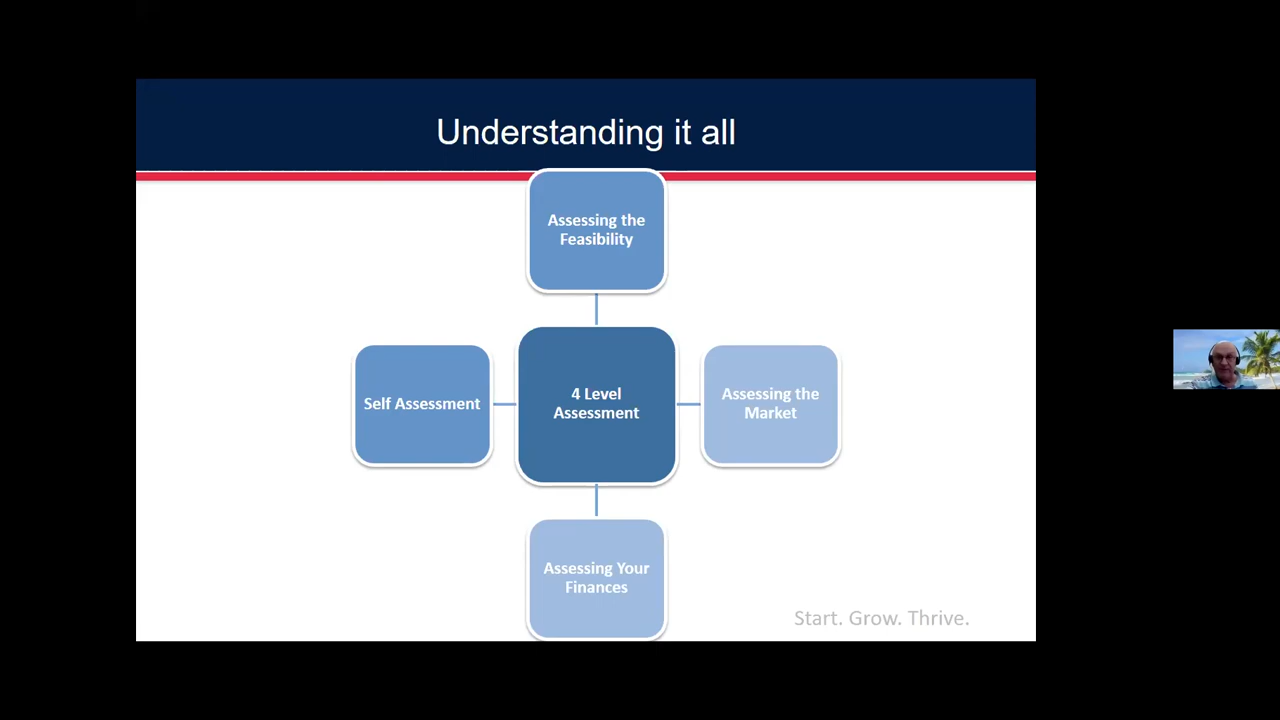 Understanding it all
Assessing the
Feasibility
Self Assessment
4 Level
Assessment
Assessing the
Market
Assessing Your
Finances
Start. Grow. Thrive.